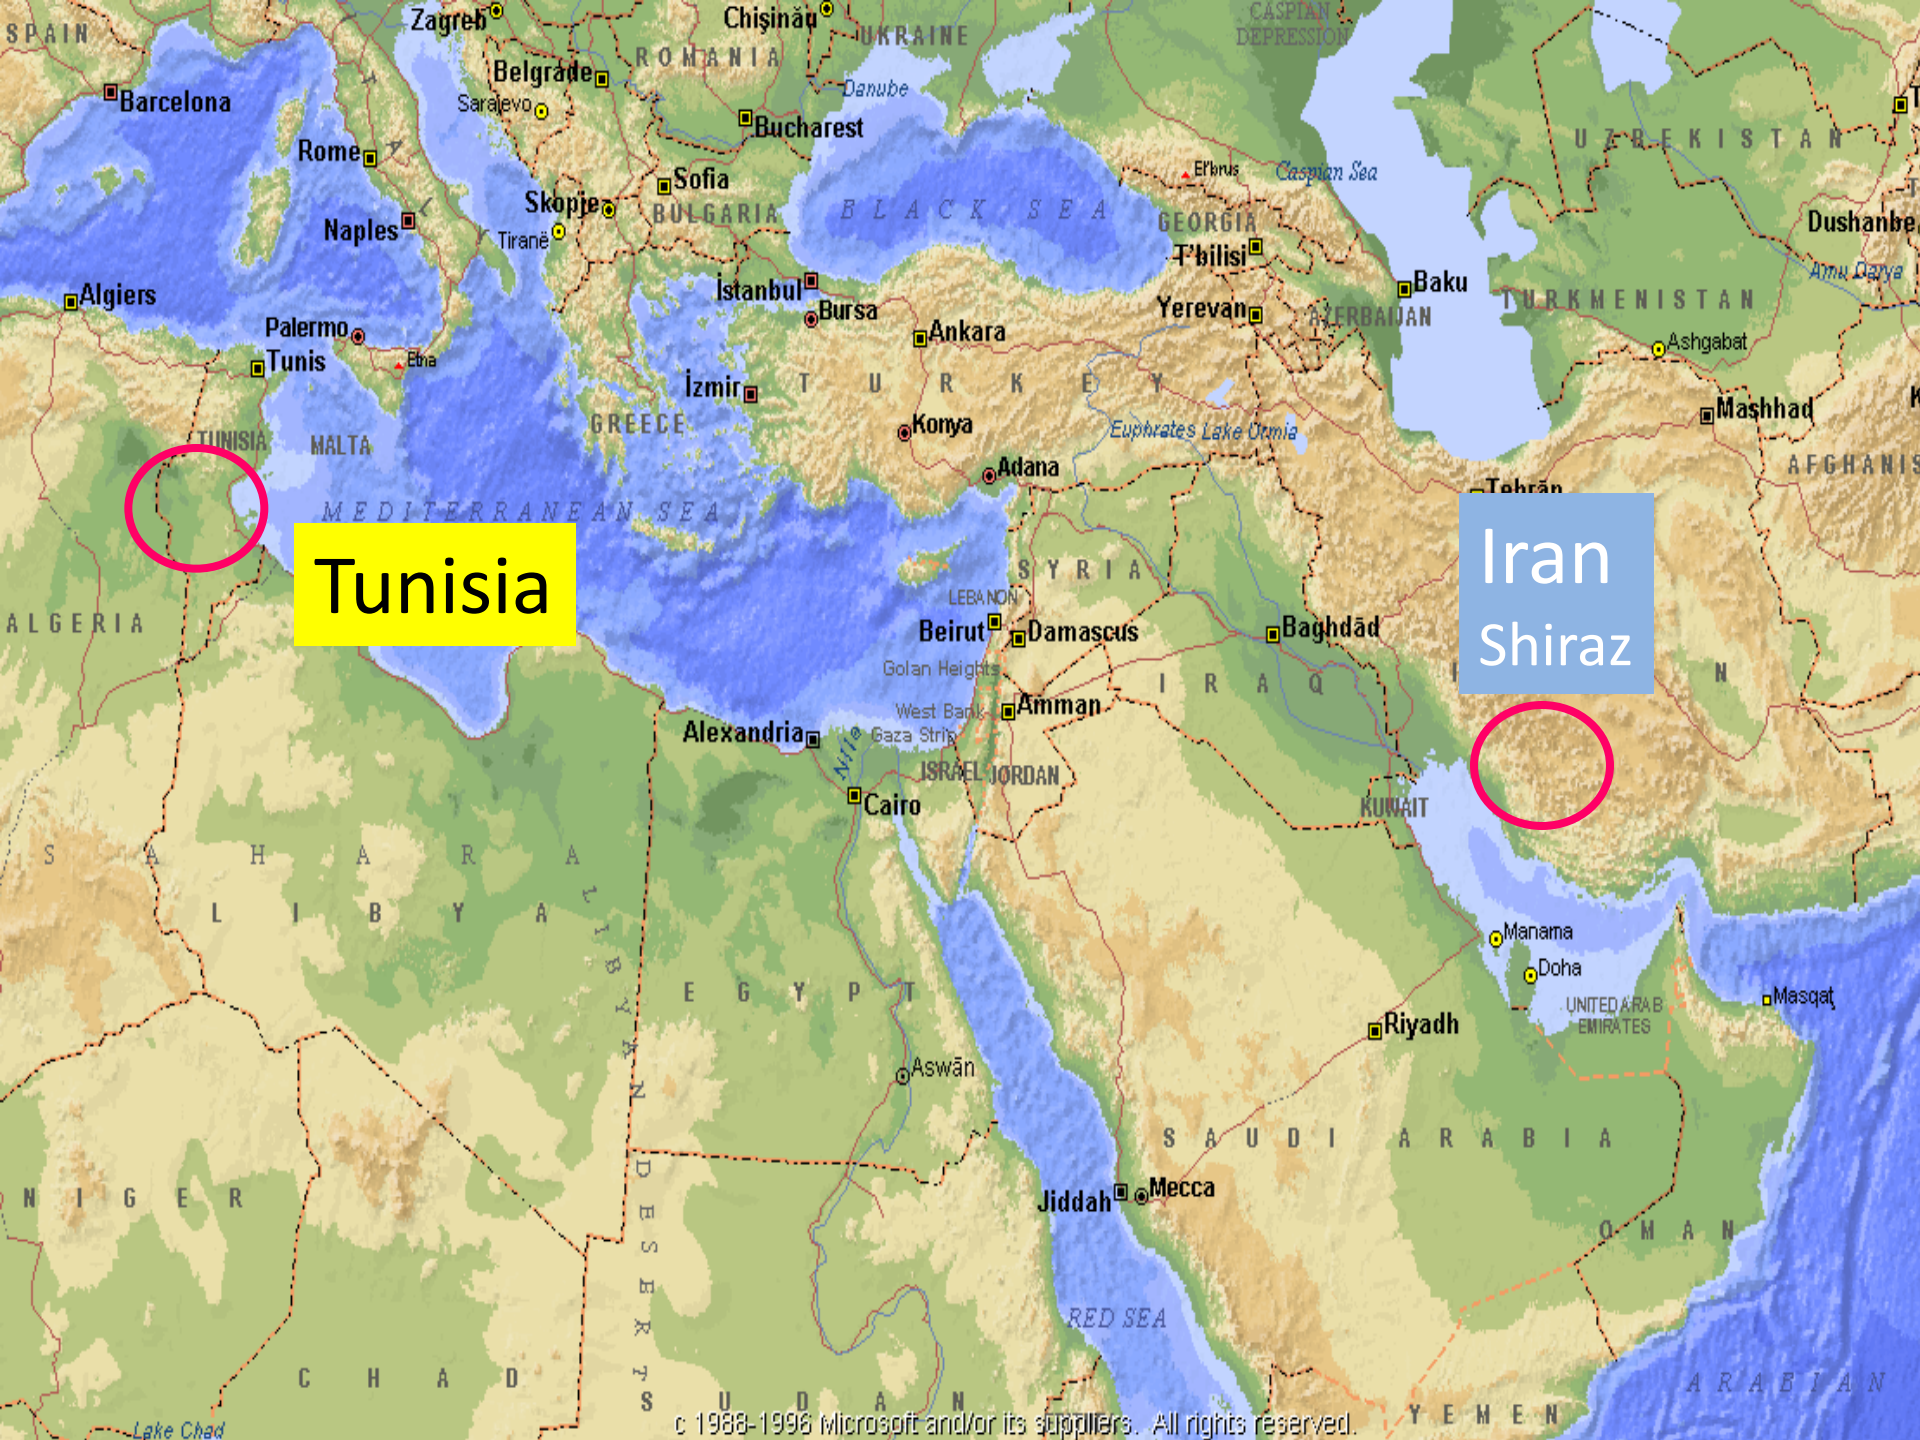 SPAIN
Zagreb
Chişinău
UKRAINE
CASPIAN
DEPRESSION
ROMANIA
Belgrade
Sarajevo
Danube
Barcelona
Bucharest
UZBEKISTAN
Rome
ITAL
Sofia
El'brus
Caspian Sea
Skopje
BULGARIA
BLACK SEA
GEORGIA
Dushanbe
Naples
Tiranë
T'bilisi
Amu Darya
Algiers
İstanbul
Baku
TURKMENISTAN
Palermo
Bursa
Yerevan
AZERBAIJAN
Tunis
Etna
Ankara
Ashgabat
İzmir
TURKEY
Mashhad
GREECE
Konya
Euphrates
Lake Urmia
TUNISIA
MALTA
Adana
AFGHANIS
MEDITERRANEAN SEA
Tehrān
Tunisia
Iran
Shiraz
SYRIA
LEBANON
ALGERIA
Beirut
Damascus
Baghdād
Golan Heights
IRAQ
N
West Bank
Amman
Alexandria
Nile
Gaza Strip
ISRAEL
JORDAN
Cairo
KUWAIT
SAHARA
LIBYA
LIBYAN DESERT
Manama
Doha
EGYPT
UNITED ARAB
EMIRATES
Masqaţ
Riyadh
Aswān
SAUDI ARABIA
NIGER
Jiddah
Mecca
OMAN
RED SEA
CHAD
SUDAN
ARABIAN
YEMEN
Lake Chad
c 1988-1996 Microsoft and/or its suppliers. All rights reserved.